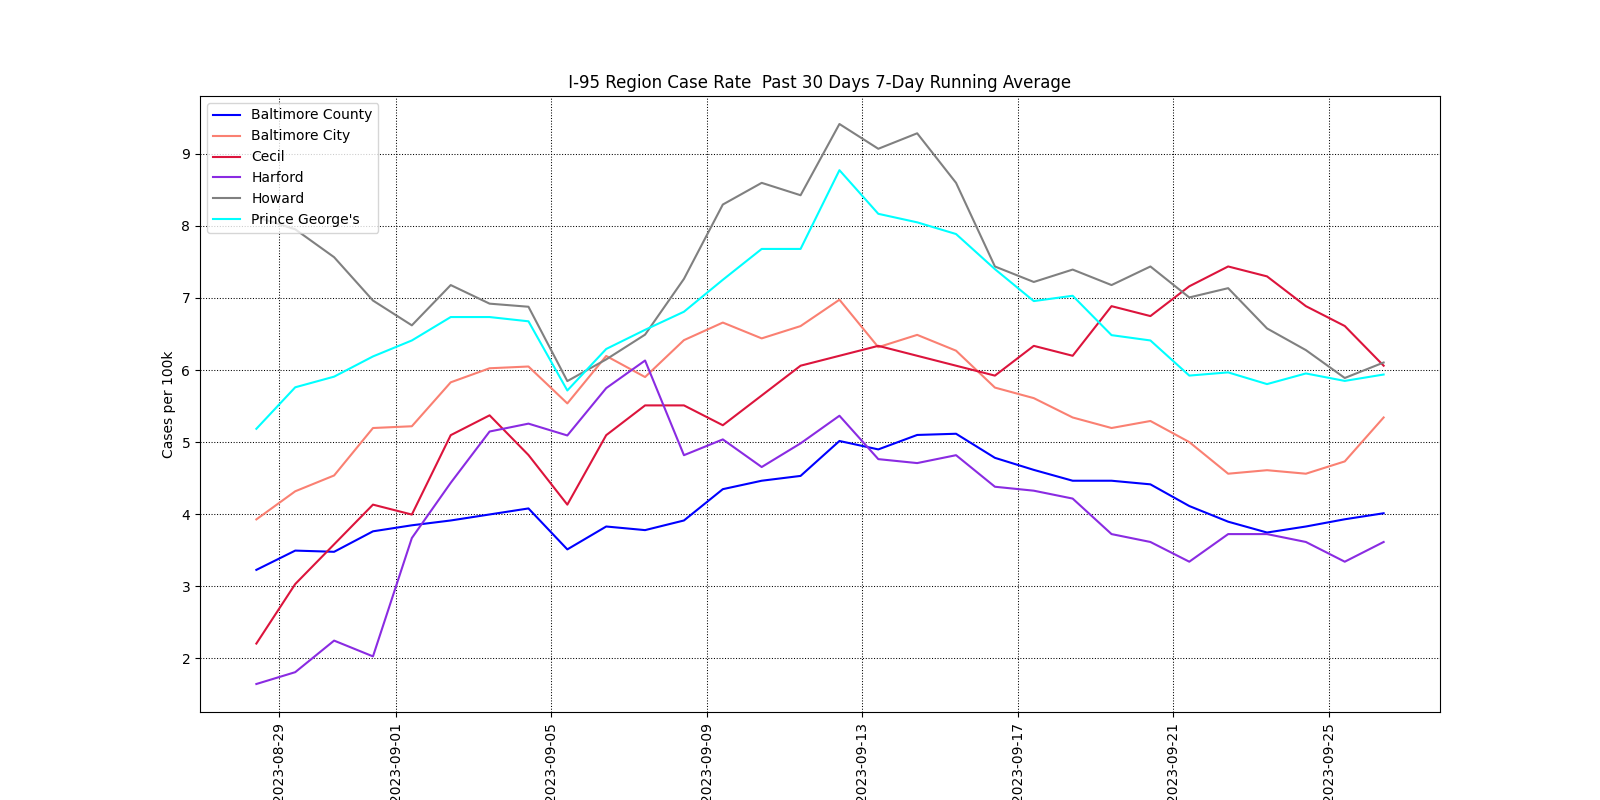 I-95 Region Case Rate  Past 30 Days 7-Day Running Average
Baltimore County
Baltimore City
Cecil
Harford
Howard
Prince George's
Cases per 100k
9
8
7
6
5
4
3
2
2023-08-29
2023-09-01
2023-09-05
2023-09-09
2023-09-13
2023-09-17
2023-09-21
2023-09-25